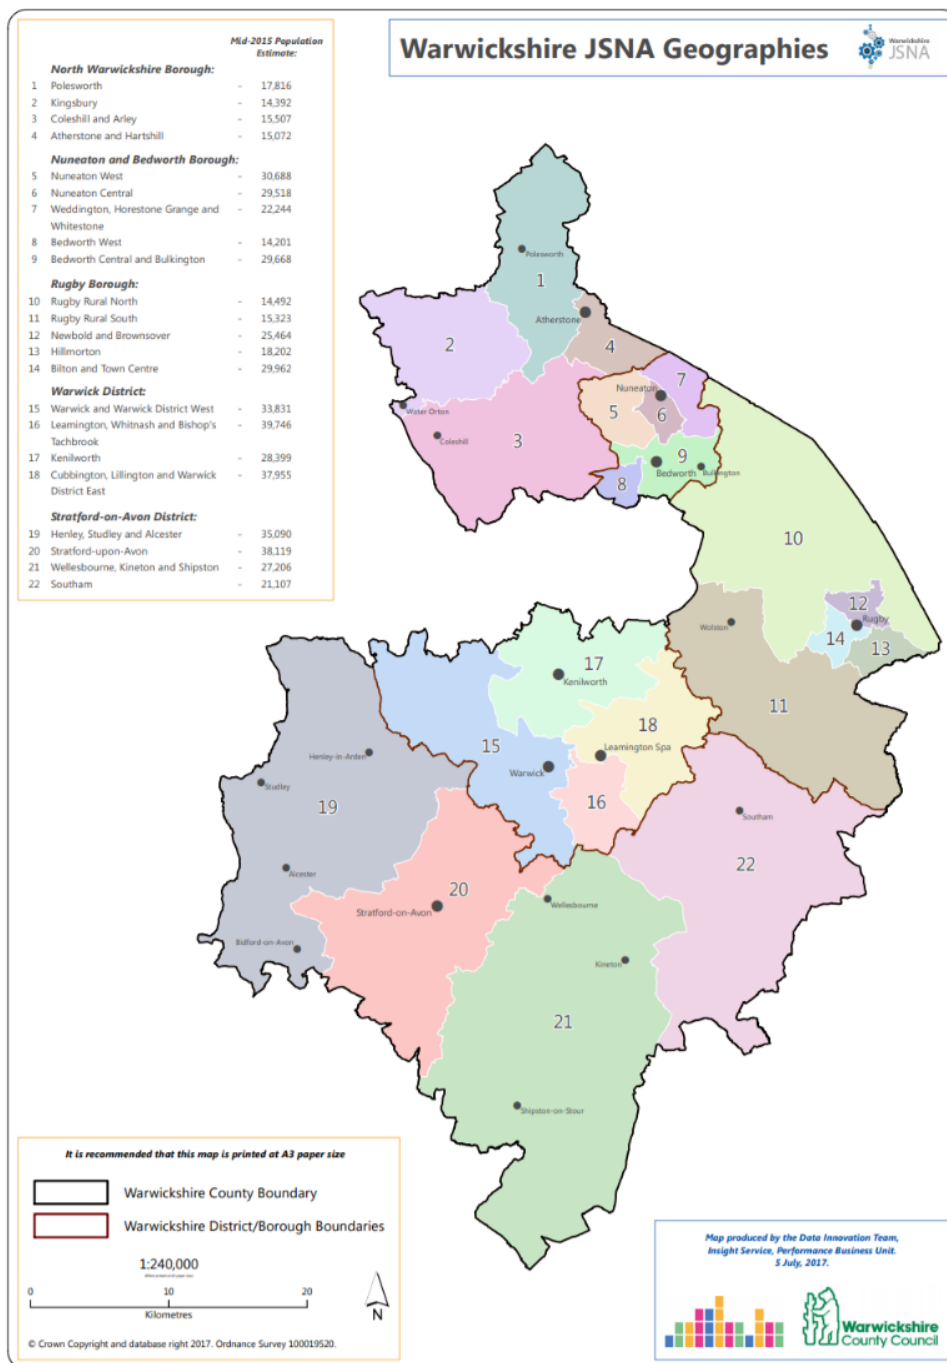 Warwickshire JSNA Geographies
Warwickshire
JSNA
Mid-2015 Population
Estimate:
North Warwickshire Borough:
1 Polesworth - 17,816
2 Kingsbury - 14,392
3 Coleshill and Arley - 15,507
4 Atherstone and Hartshill - 15,072
Nuneaton and Bedworth Borough:
5 Nuneaton West - 30,688
6 Nuneaton Central - 29,518
7 Weddington, Horestone Grange and - 22,244
Whitestone
8 Bedworth West - 14,201
9 Bedworth Central and Bulkington - 29,668
Rugby Borough:
10 Rugby Rural North - 14,492
11 Rugby Rural South - 15,323
12 Newbold and Brownsover - 25,464
13 Hillmorton - 18,202
14 Bilton and Town Centre - 29,962
Warwick District:
15 Warwick and Warwick District West - 33,831
16 Leamington, Whitnash and Bishop's - 39,746
Tachbrook
17 Kenilworth - 28,399
18 Cubbington, Lillington and Warwick - 37,955
District East
Stratford-on-Avon District:
19 Henley, Studley and Alcester - 35,090
20 Stratford-upon-Avon - 38,119
21 Wellesbourne, Kineton and Shipston - 27,206
22 Southam - 21,107
Polesworth
1
Atherstone
2
4
7
Nuneaton
Water Orton
5
6
Coleshill
3
9
Bedworth
Bulkington
8
10
12
Rugby
Wolston
14
13
17
Kenilworth
11
18
15
Leamington Spa
Henley-in-Arden
Warwick
Studley
16
19
Southam
22
Alcester
20
Wellesbourne
Stratford-on-Avon
Bidford-on-Avon
Kineton
21
Shipston-on-Stour
It is recommended that this map is printed at A3 paper size
Warwickshire County Boundary
Warwickshire District/Borough Boundaries
1:240,000
0 10 20
Kilometres
N
© Crown Copyright and database right 2017. Ordnance Survey 100019520.
Map produced by the Data Innovation Team,
Insight Service, Performance Business Unit.
5 July, 2017.
Warwickshire
County Council